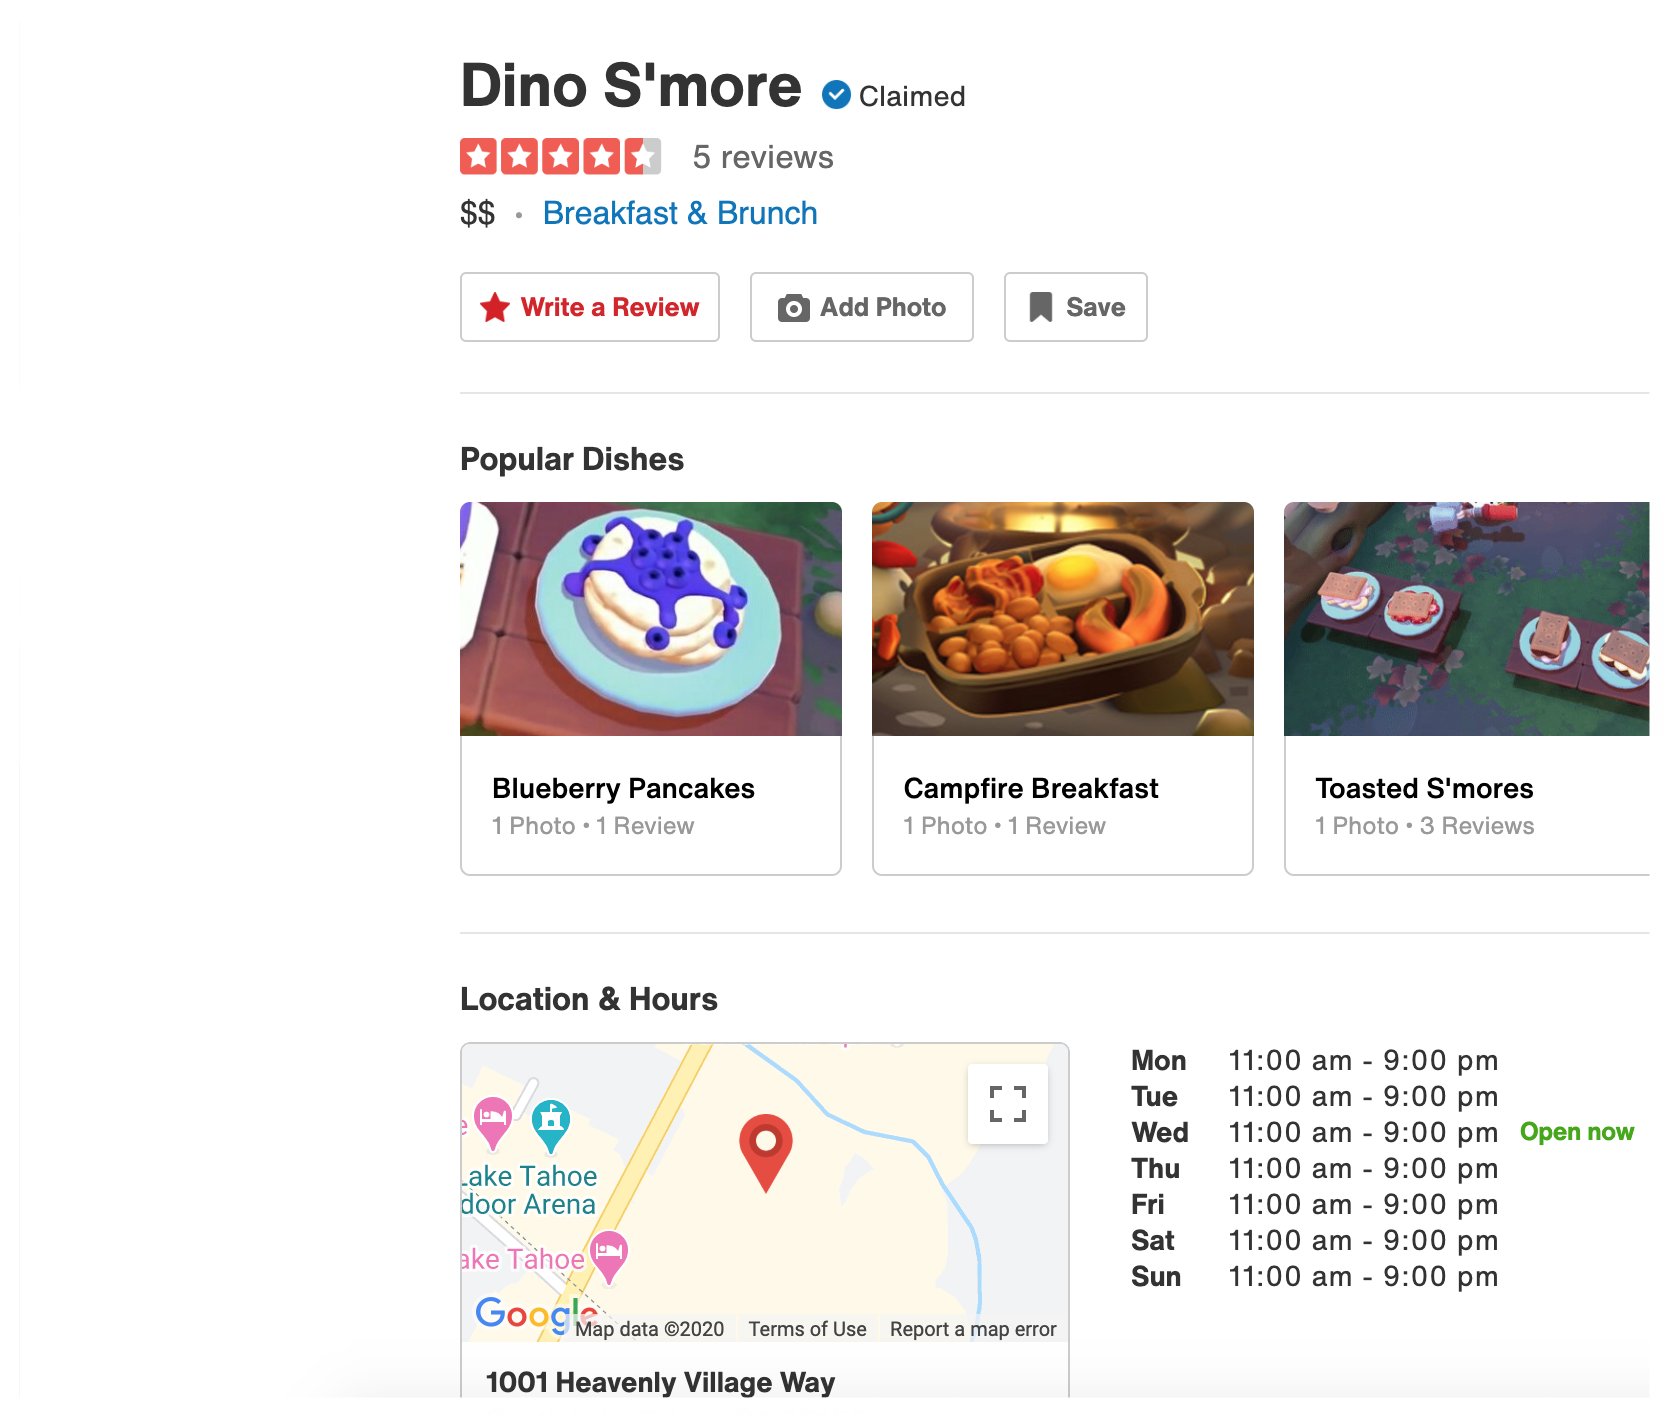 Dino S'more Claimed
5 reviews
$$ • Breakfast & Brunch
Write a Review Add Photo Save
Popular Dishes
Blueberry Pancakes
1 Photo • 1 Review
Campfire Breakfast
1 Photo • 1 Review
Toasted S'mores
1 Photo • 3 Reviews
Location & Hours
Lake Tahoe
door Arena
ake Tahoe
Google
Map data ©2020 Terms of Use Report a map error
1001 Heavenly Village Way
Mon 11:00 am - 9:00 pm
Tue 11:00 am - 9:00 pm
Wed 11:00 am - 9:00 pm Open now
Thu 11:00 am - 9:00 pm
Fri 11:00 am - 9:00 pm
Sat 11:00 am - 9:00 pm
Sun 11:00 am - 9:00 pm